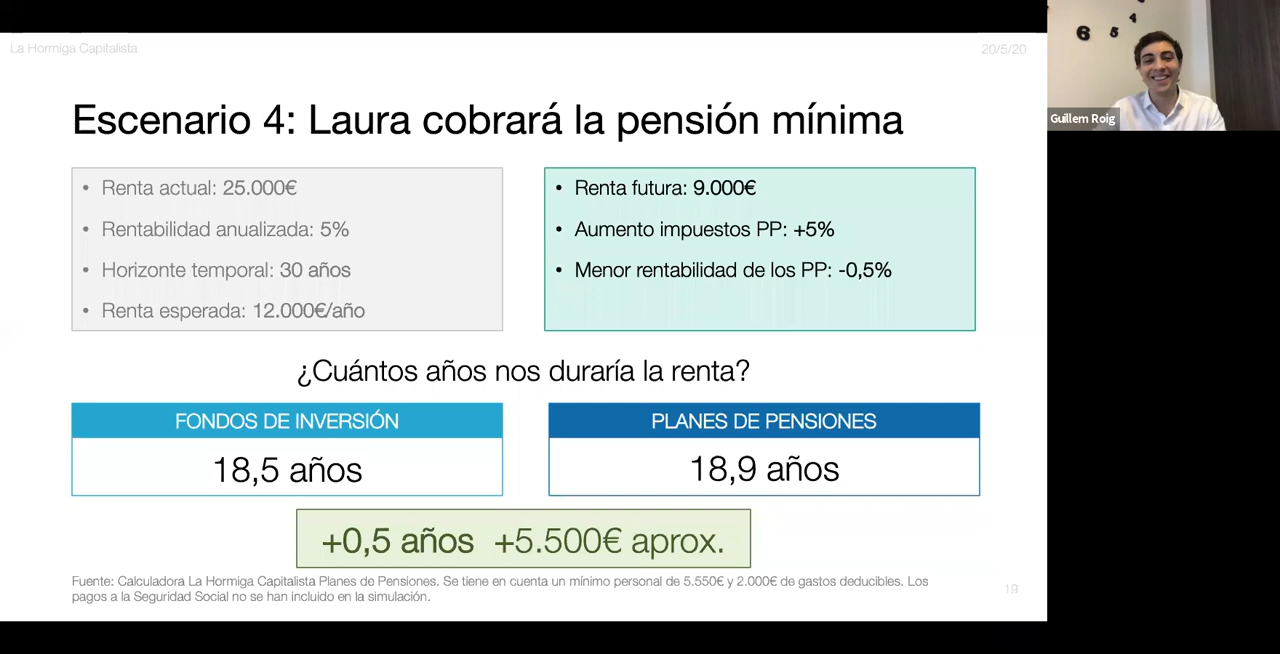 La Hormiga Capitalista
20/5/20
6 5 4
Guillem Roig
Escenario 4: Laura cobrará la pensión mínima
• Renta actual: 25.000€
• Rentabilidad anualizada: 5%
• Horizonte temporal: 30 años
• Renta esperada: 12.000€/año
• Renta futura: 9.000€
• Aumento impuestos PP: +5%
• Menor rentabilidad de los PP: -0,5%
¿Cuántos años nos duraría la renta?
FONDOS DE INVERSIÓN
18,5 años
PLANES DE PENSIONES
18,9 años
+0,5 años +5.500€ aprox.
Fuente: Calculadora La Hormiga Capitalista Planes de Pensiones. Se tiene en cuenta un mínimo personal de 5.550€ y 2.000€ de gastos deducibles. Los
pagos a la Seguridad Social no se han incluido en la simulación.
19